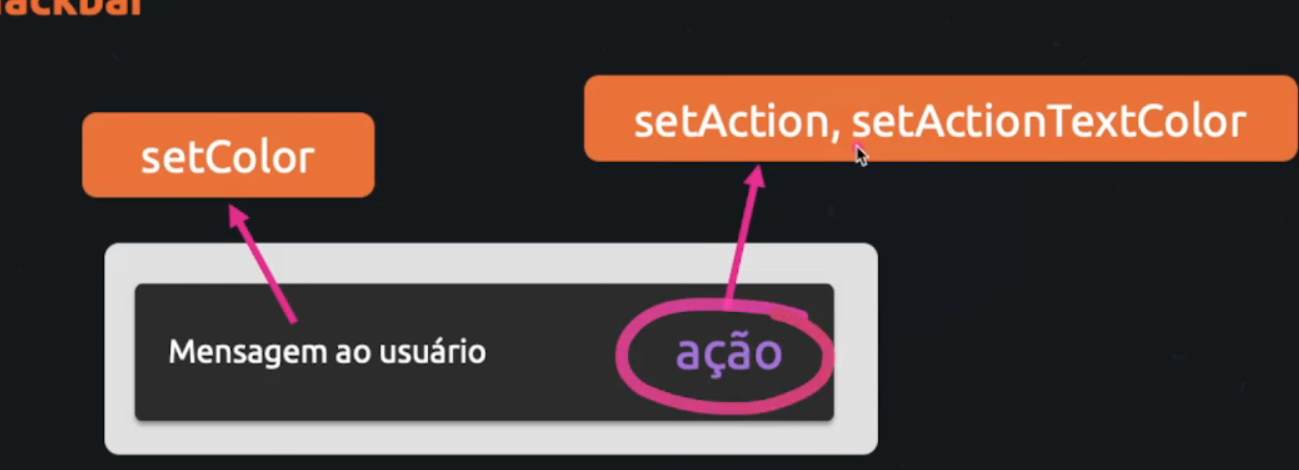 setAction, setActionTextColor
setColor
Mensagem ao usuário
ação